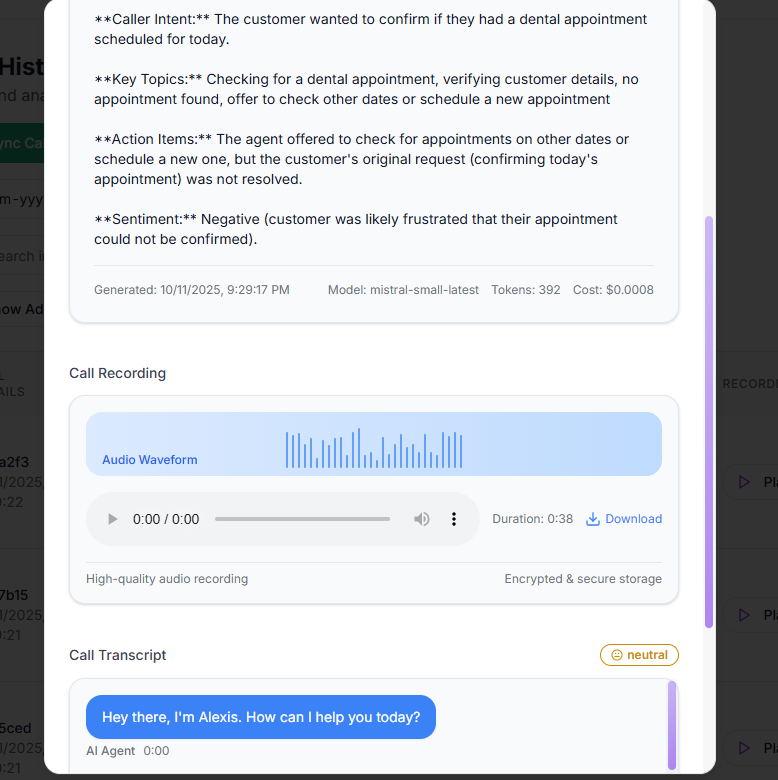 **Caller Intent:** The customer wanted to confirm if they had a dental appointment
scheduled for today.
**Key Topics:** Checking for a dental appointment, verifying customer details, no
appointment found, offer to check other dates or schedule a new appointment
**Action Items:** The agent offered to check for appointments on other dates or
schedule a new one, but the customer's original request (confirming today's
appointment) was not resolved.
**Sentiment:** Negative (customer was likely frustrated that their appointment
could not be confirmed).
Generated: 10/11/2025, 9:29:17 PM Model: mistral-small-latest Tokens: 392 Cost: $0.0008
Call Recording
Audio Waveform
0:00 / 0:00 Duration: 0:38 Download
High-quality audio recording Encrypted & secure storage
Call Transcript neutral
Hey there, I'm Alexis. How can I help you today?
AI Agent 0:00
Hist
nd ana
ync Ca
m-yyy
earch i
ow Ad
AILS
RECORD
a2f3
/2025,
0:22
7b15
/2025,
0:21
5ced
/2025,
0:21
Pl
Pl
Pl